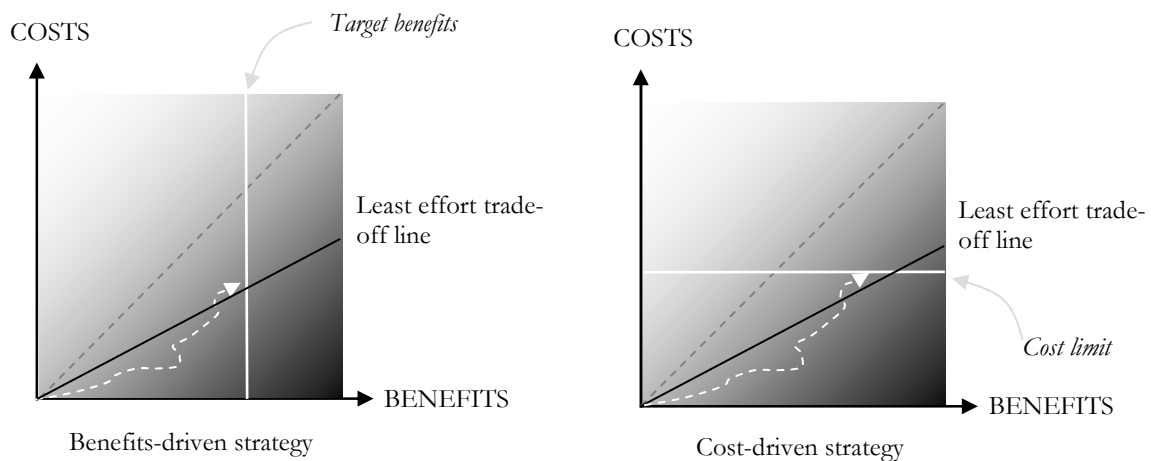 COSTS
Target benefits
Least effort trade-
off line
BENEFITS
Benefits-driven strategy
COSTS
Least effort trade-
off line
Cost limit
BENEFITS
Cost-driven strategy